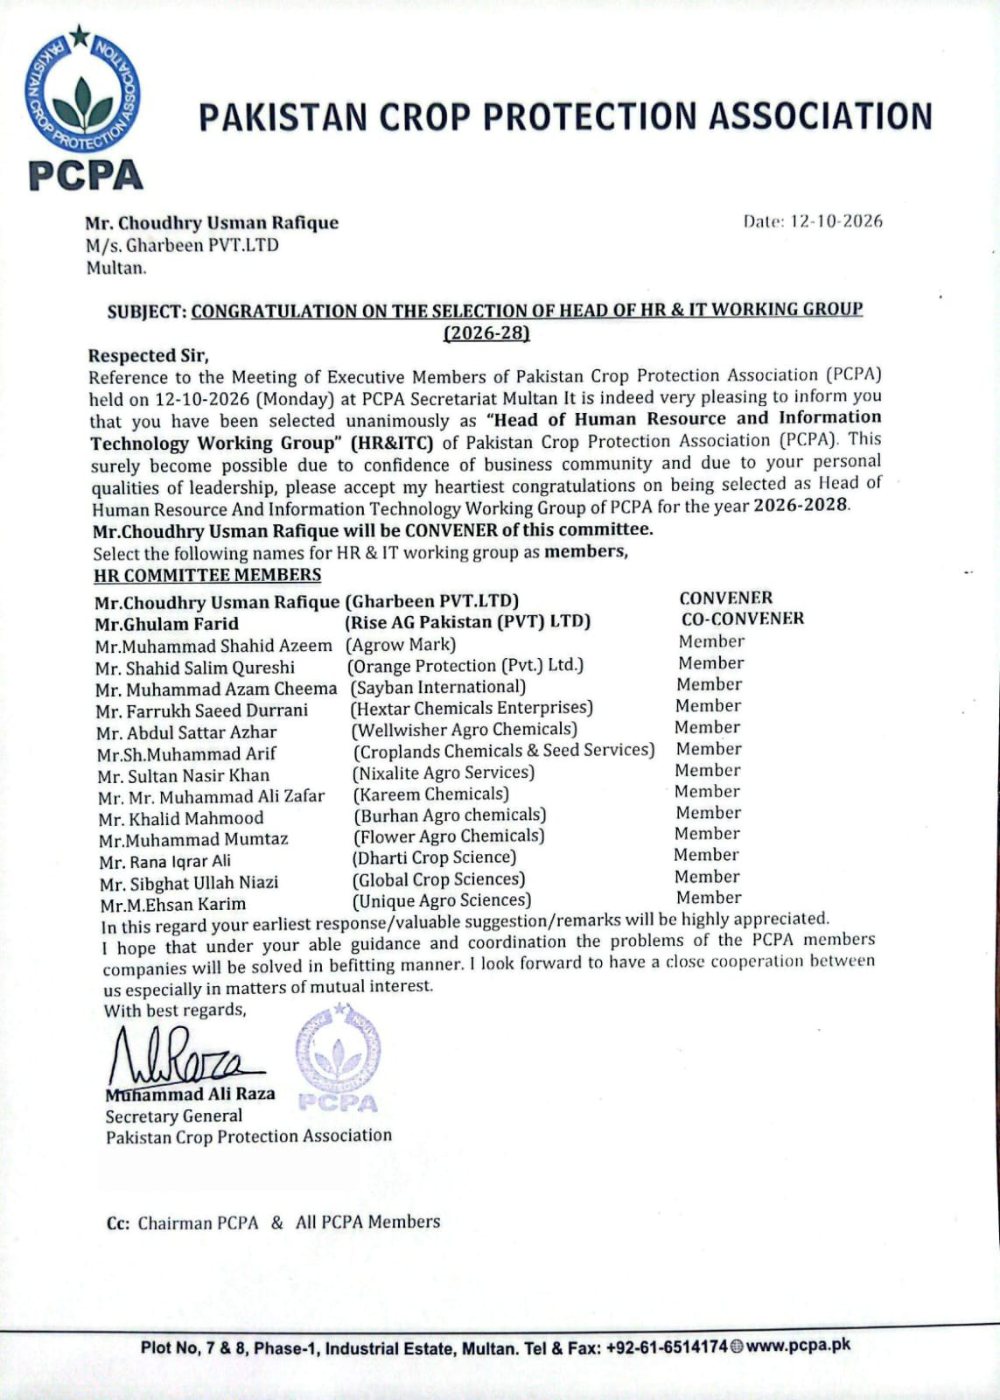 PAKISTAN CROP PROTECTION ASSOCIATION
PCPA
PAKISTAN CROP PROTECTION ASSOCIATION
Mr. Choudhry Usman Rafique
Date: 12-10-2026
M/s. Gharbeen PVT.LTD
Multan.
SUBJECT: CONGRATULATION ON THE SELECTION OF HEAD OF HR & IT WORKING GROUP
(2026-28)
Respected Sir,
Reference to the Meeting of Executive Members of Pakistan Crop Protection Association (PCPA)
held on 12-10-2026 (Monday) at PCPA Secretariat Multan It is indeed very pleasing to inform you
that you have been selected unanimously as “Head of Human Resource and Information
Technology Working Group” (HR&ITC) of Pakistan Crop Protection Association (PCPA). This
surely become possible due to confidence of business community and due to your personal
qualities of leadership, please accept my heartiest congratulations on being selected as Head of
Human Resource And Information Technology Working Group of PCPA for the year 2026-2028.
Mr.Choudhry Usman Rafique will be CONVENER of this committee.
Select the following names for HR & IT working group as members,
HR COMMITTEE MEMBERS
Mr.Choudhry Usman Rafique (Gharbeen PVT.LTD) CONVENER
Mr.Ghulam Farid (Rise AG Pakistan (PVT) LTD) CO-CONVENER
Mr.Muhammad Shahid Azeem (Agrow Mark) Member
Mr. Shahid Salim Qureshi (Orange Protection (Pvt.) Ltd.) Member
Mr. Muhammad Azam Cheema (Sayban International) Member
Mr. Farrukh Saeed Durrani (Hextar Chemicals Enterprises) Member
Mr. Abdul Sattar Azhar (Wellwisher Agro Chemicals) Member
Mr.Sh.Muhammad Arif (Croplands Chemicals & Seed Services) Member
Mr. Sultan Nasir Khan (Nixalite Agro Services) Member
Mr. Mr. Muhammad Ali Zafar (Kareem Chemicals) Member
Mr. Khalid Mahmood (Burhan Agro chemicals) Member
Mr.Muhammad Mumtaz (Flower Agro Chemicals) Member
Mr. Rana Iqrar Ali (Dharti Crop Science) Member
Mr. Sibghat Ullah Niazi (Global Crop Sciences) Member
Mr.M.Ehsan Karim (Unique Agro Sciences) Member
In this regard your earliest response/valuable suggestion/remarks will be highly appreciated.
I hope that under your able guidance and coordination the problems of the PCPA members
companies will be solved in befitting manner. I look forward to have a close cooperation between
us especially in matters of mutual interest.
With best regards,
PCPA
Muhammad Ali Raza
Secretary General
Pakistan Crop Protection Association
Cc: Chairman PCPA & All PCPA Members
Plot No, 7 & 8, Phase-1, Industrial Estate, Multan. Tel & Fax: +92-61-6514174 www.pcpa.pk